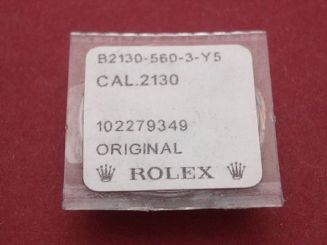 B2130-560-3-Y5
CAL.2130
102279349
ORIGINAL
ROLEX